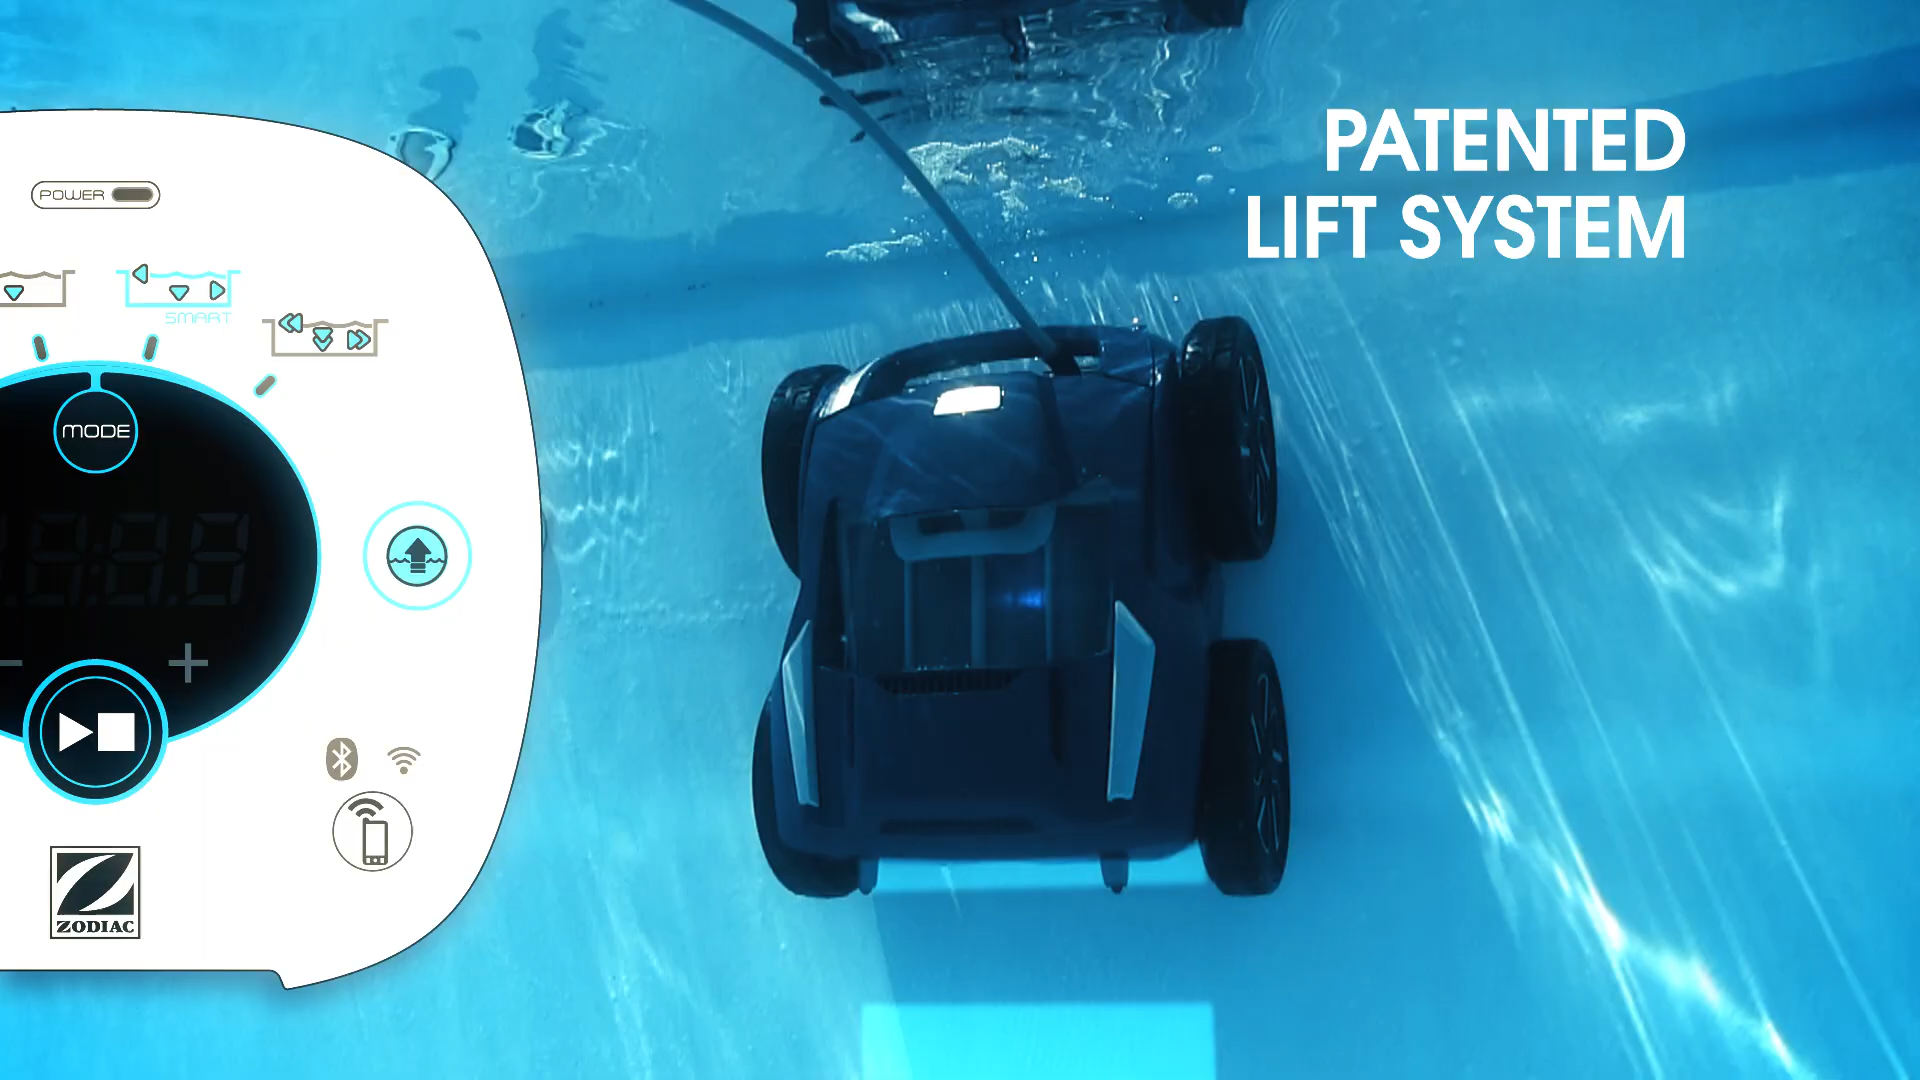 PATENTED
LIFT SYSTEM
POWER
SMART
MODE
ZODIAC